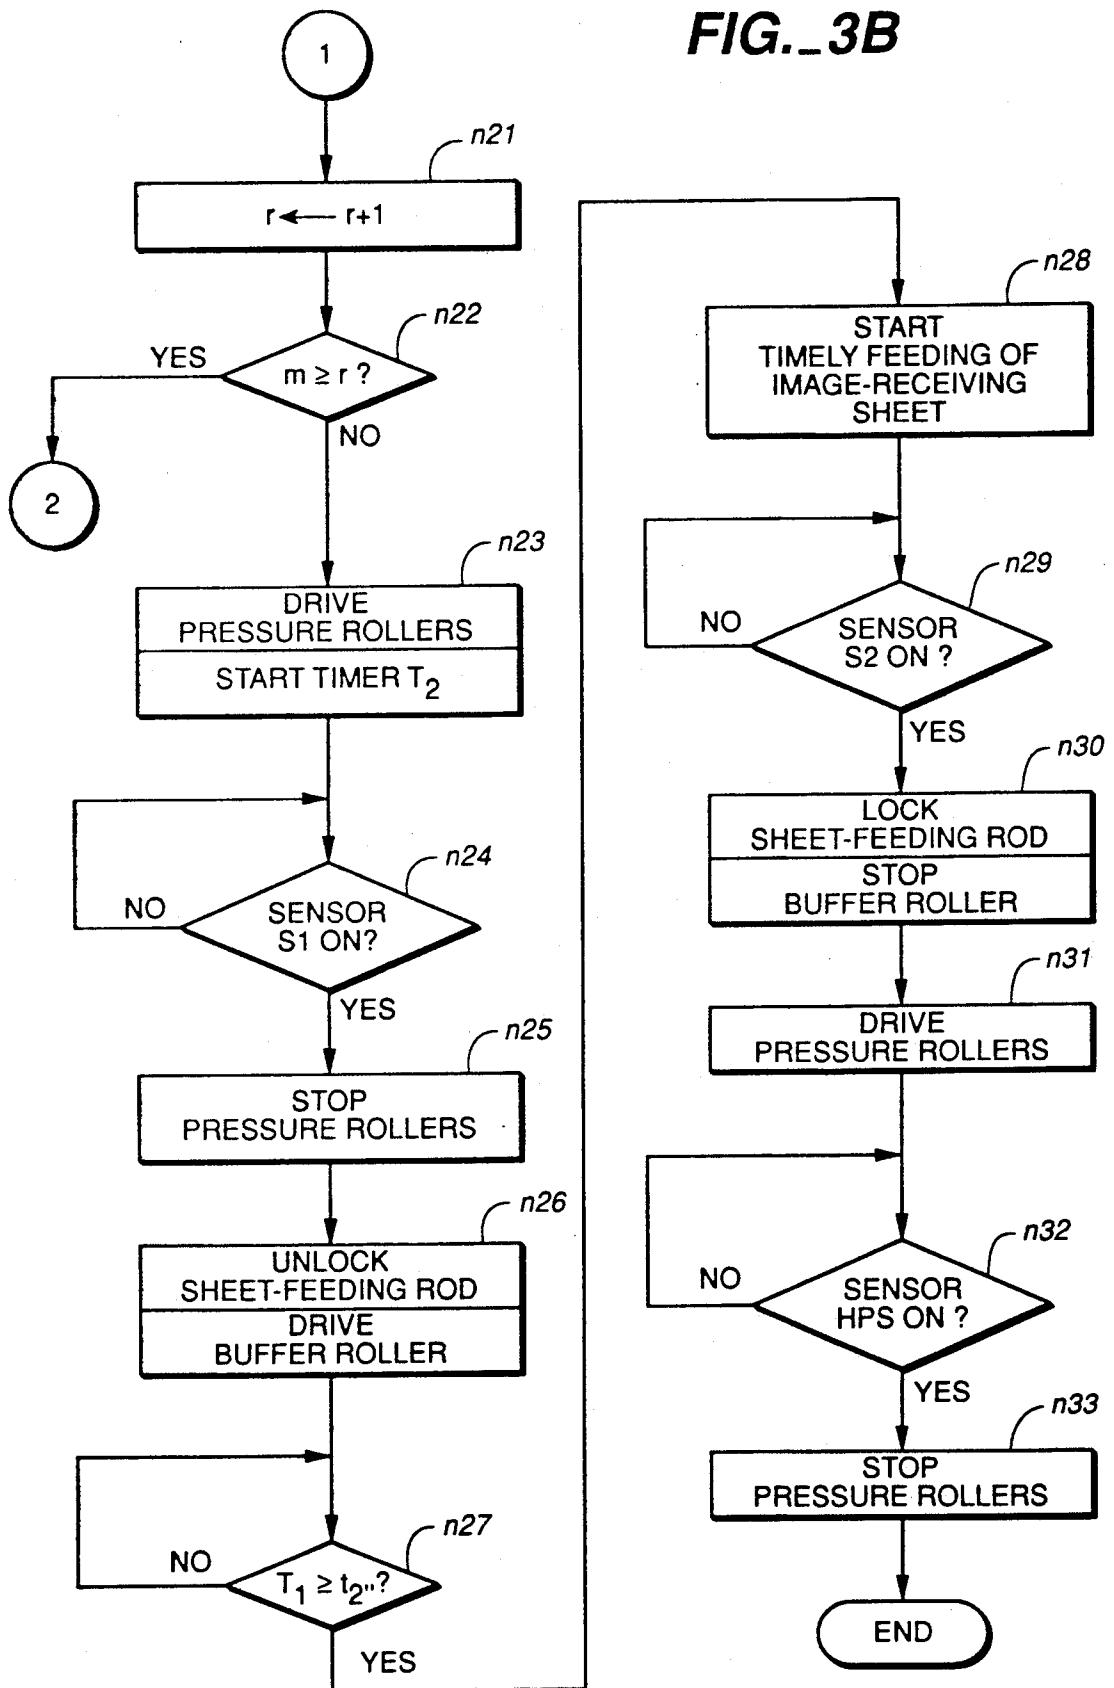 FIG._3B
1
n21
r ← r+1
n22
YES
m ≥ r ?
NO
2
n23
DRIVE
PRESSURE ROLLERS
START TIMER T2
n24
NO
SENSOR
S1 ON?
YES
n25
STOP
PRESSURE ROLLERS
n26
UNLOCK
SHEET-FEEDING ROD
DRIVE
BUFFER ROLLER
n27
NO
T1 ≥ t2''?
YES
n28
START
TIMELY FEEDING OF
IMAGE-RECEIVING
SHEET
n29
NO
SENSOR
S2 ON ?
YES
n30
LOCK
SHEET-FEEDING ROD
STOP
BUFFER ROLLER
n31
DRIVE
PRESSURE ROLLERS
n32
NO
SENSOR
HPS ON ?
YES
n33
STOP
PRESSURE ROLLERS
END